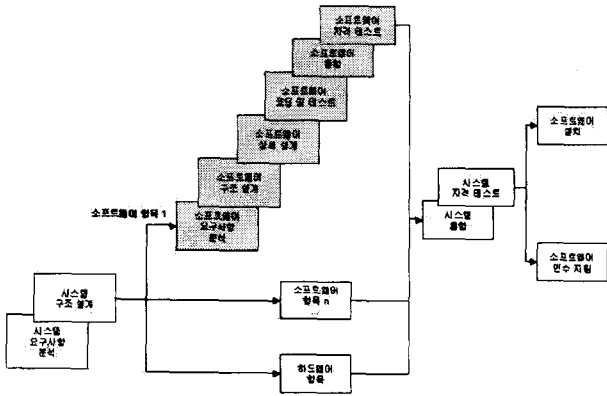 소프트웨어
자격 테스트
소프트웨어
통합
소프트웨어
코딩 및 테스트
소프트웨어
상세 설계
소프트웨어
구조 설계
소프트웨어 항목 1
소프트웨어
요구사항
분석
시스템
구조 설계
시스템
요구사항
분석
소프트웨어
항목 n
하드웨어
항목
시스템
자격 테스트
시스템
통합
소프트웨어
설치
소프트웨어
인수 지원